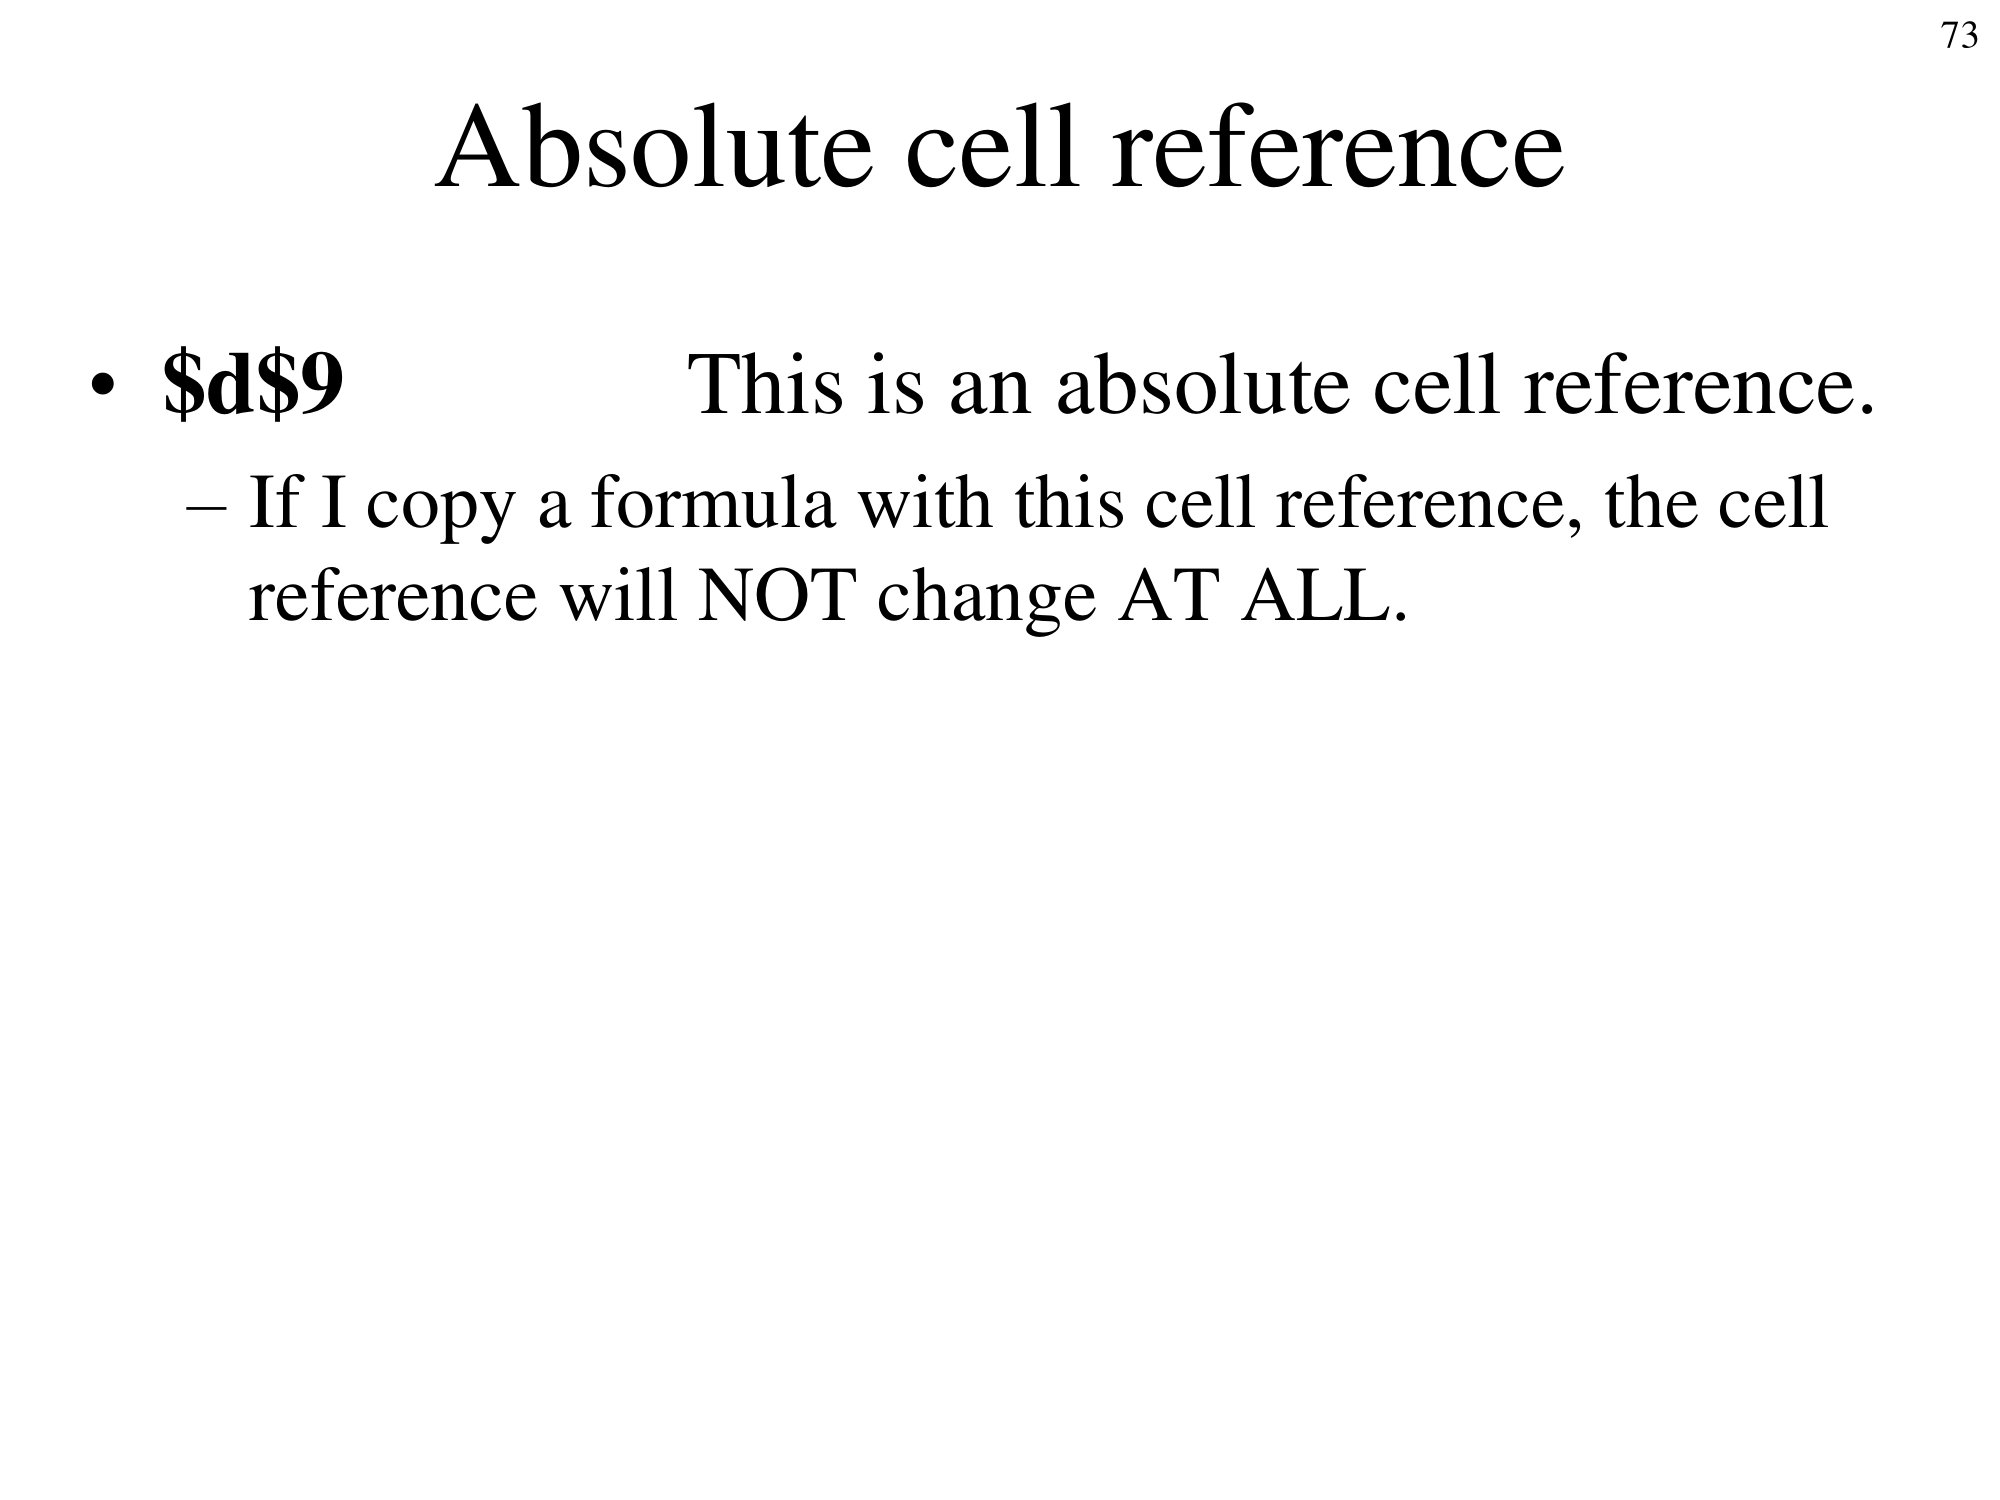 73
Absolute cell reference
• $d$9 This is an absolute cell reference.
– If I copy a formula with this cell reference, the cell
reference will NOT change AT ALL.